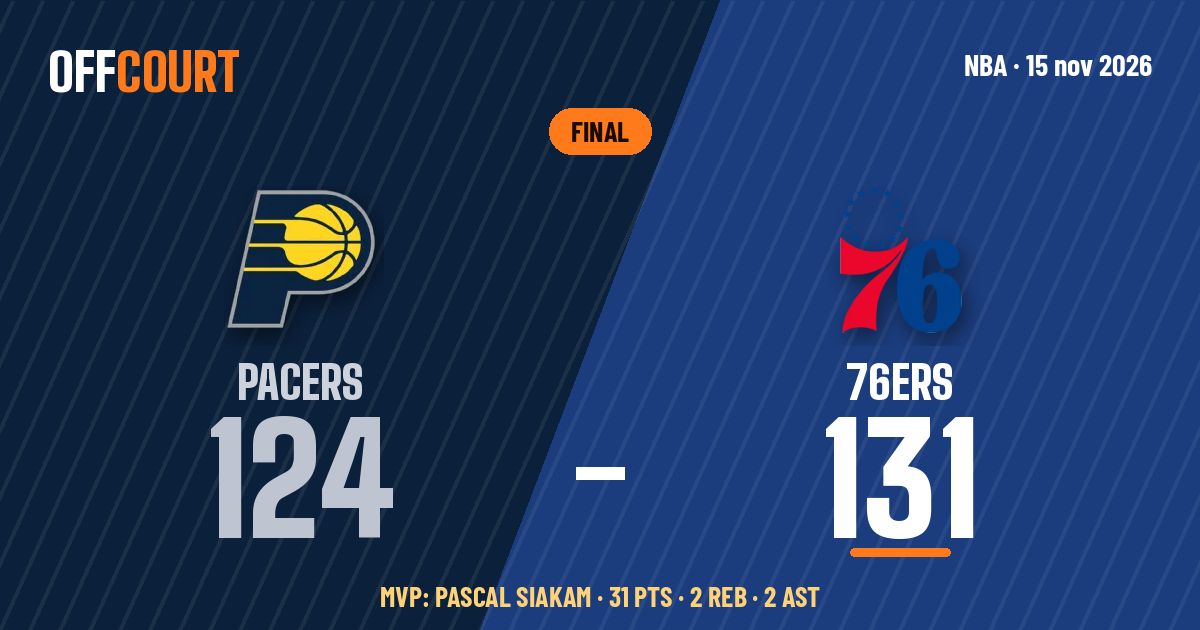 OFFCOURT
NBA · 15 nov 2026
FINAL
P
76
PACERS
76ERS
124 – 131
MVP: PASCAL SIAKAM · 31 PTS · 2 REB · 2 AST